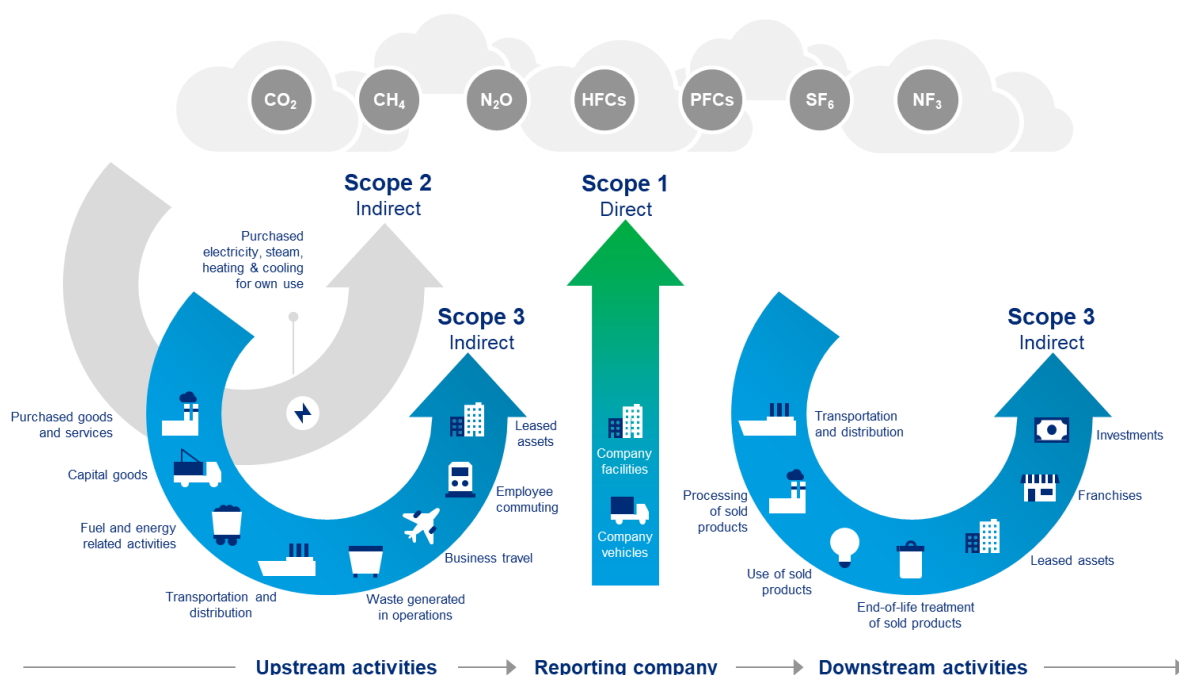 CO₂
CH₄
N₂O
HFCs
PFCs
SF₆
NF₃
Scope 2
Indirect
Purchased
electricity, steam,
heating & cooling
for own use
Scope 1
Direct
Scope 3
Indirect
Scope 3
Indirect
Purchased goods
and services
Capital goods
Fuel and energy
related activities
Transportation and
distribution
Waste generated
in operations
Business travel
Employee
commuting
Leased
assets
Company
facilities
Company
vehicles
Transportation
and distribution
Processing
of sold
products
Use of sold
products
End-of-life treatment
of sold products
Leased assets
Franchises
Investments
Upstream activities
Reporting company
Downstream activities